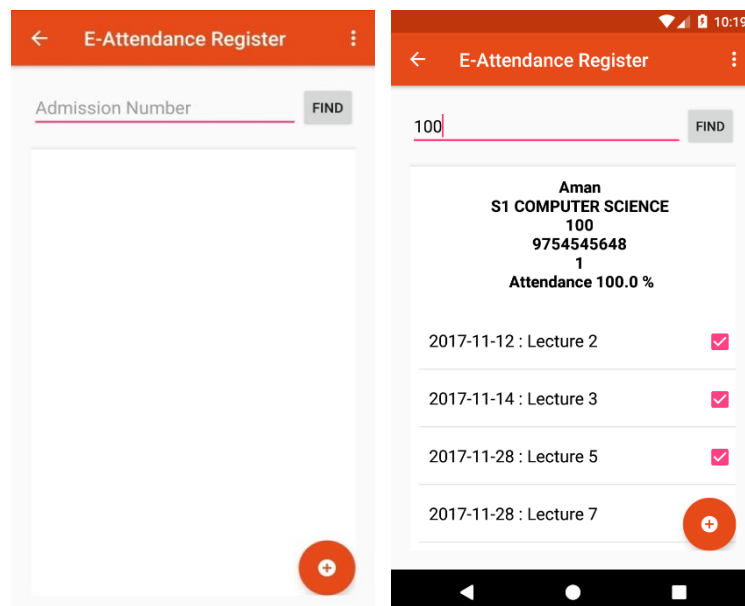 E-Attendance Register
Admission Number
FIND
10:19
E-Attendance Register
100
FIND
Aman
S1 COMPUTER SCIENCE
100
9754545648
1
Attendance 100.0 %
2017-11-12 : Lecture 2
2017-11-14 : Lecture 3
2017-11-28 : Lecture 5
2017-11-28 : Lecture 7